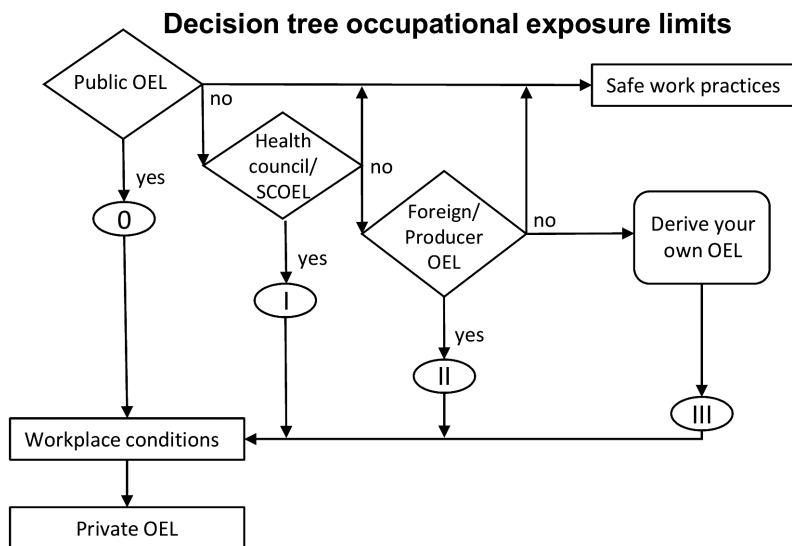 Decision tree occupational exposure limits
Public OEL
no
Safe work practices
Health
council/
SCOEL
no
yes
0
Foreign/
Producer
OEL
no
Derive your
own OEL
yes
I
yes
II
III
Workplace conditions
Private OEL